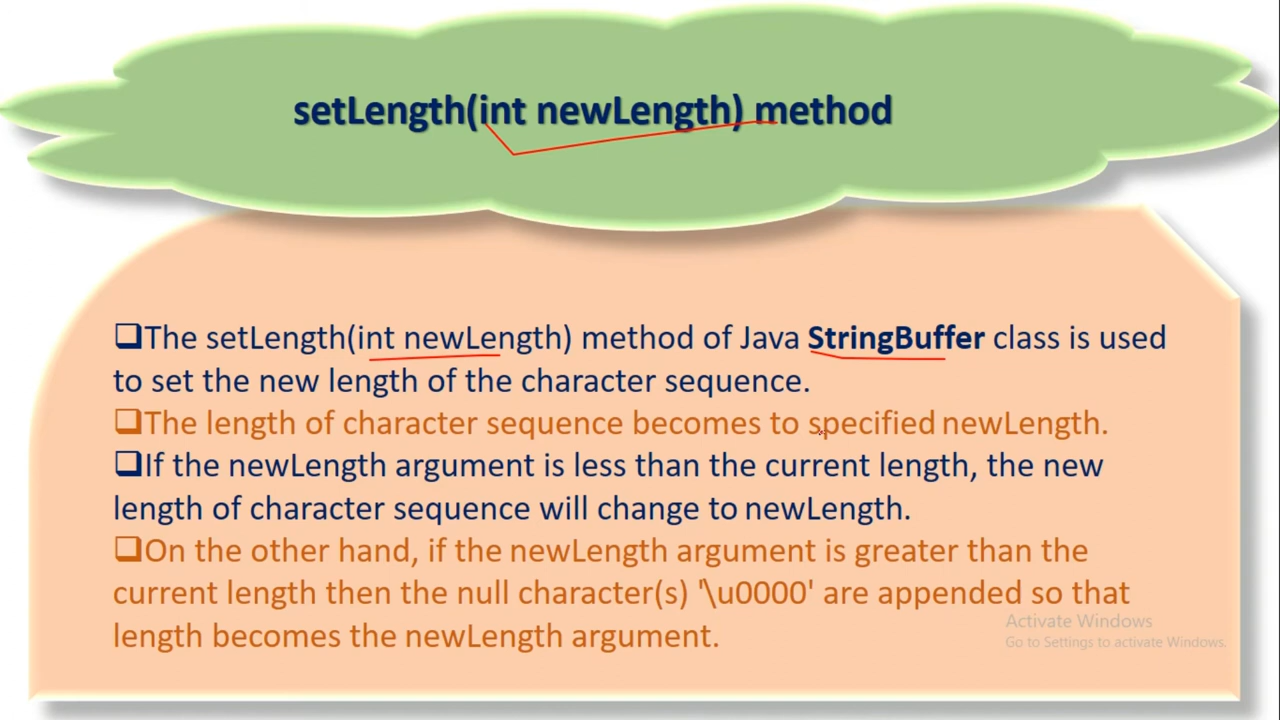 setLength(int newLength) method
❑The setLength(int newLength) method of Java StringBuffer class is used
to set the new length of the character sequence.
❑The length of character sequence becomes to specified newLength.
❑If the newLength argument is less than the current length, the new
length of character sequence will change to newLength.
❑On the other hand, if the newLength argument is greater than the
current length then the null character(s) '\u0000' are appended so that
length becomes the newLength argument.
Activate Windows
Go to Settings to activate Windows.